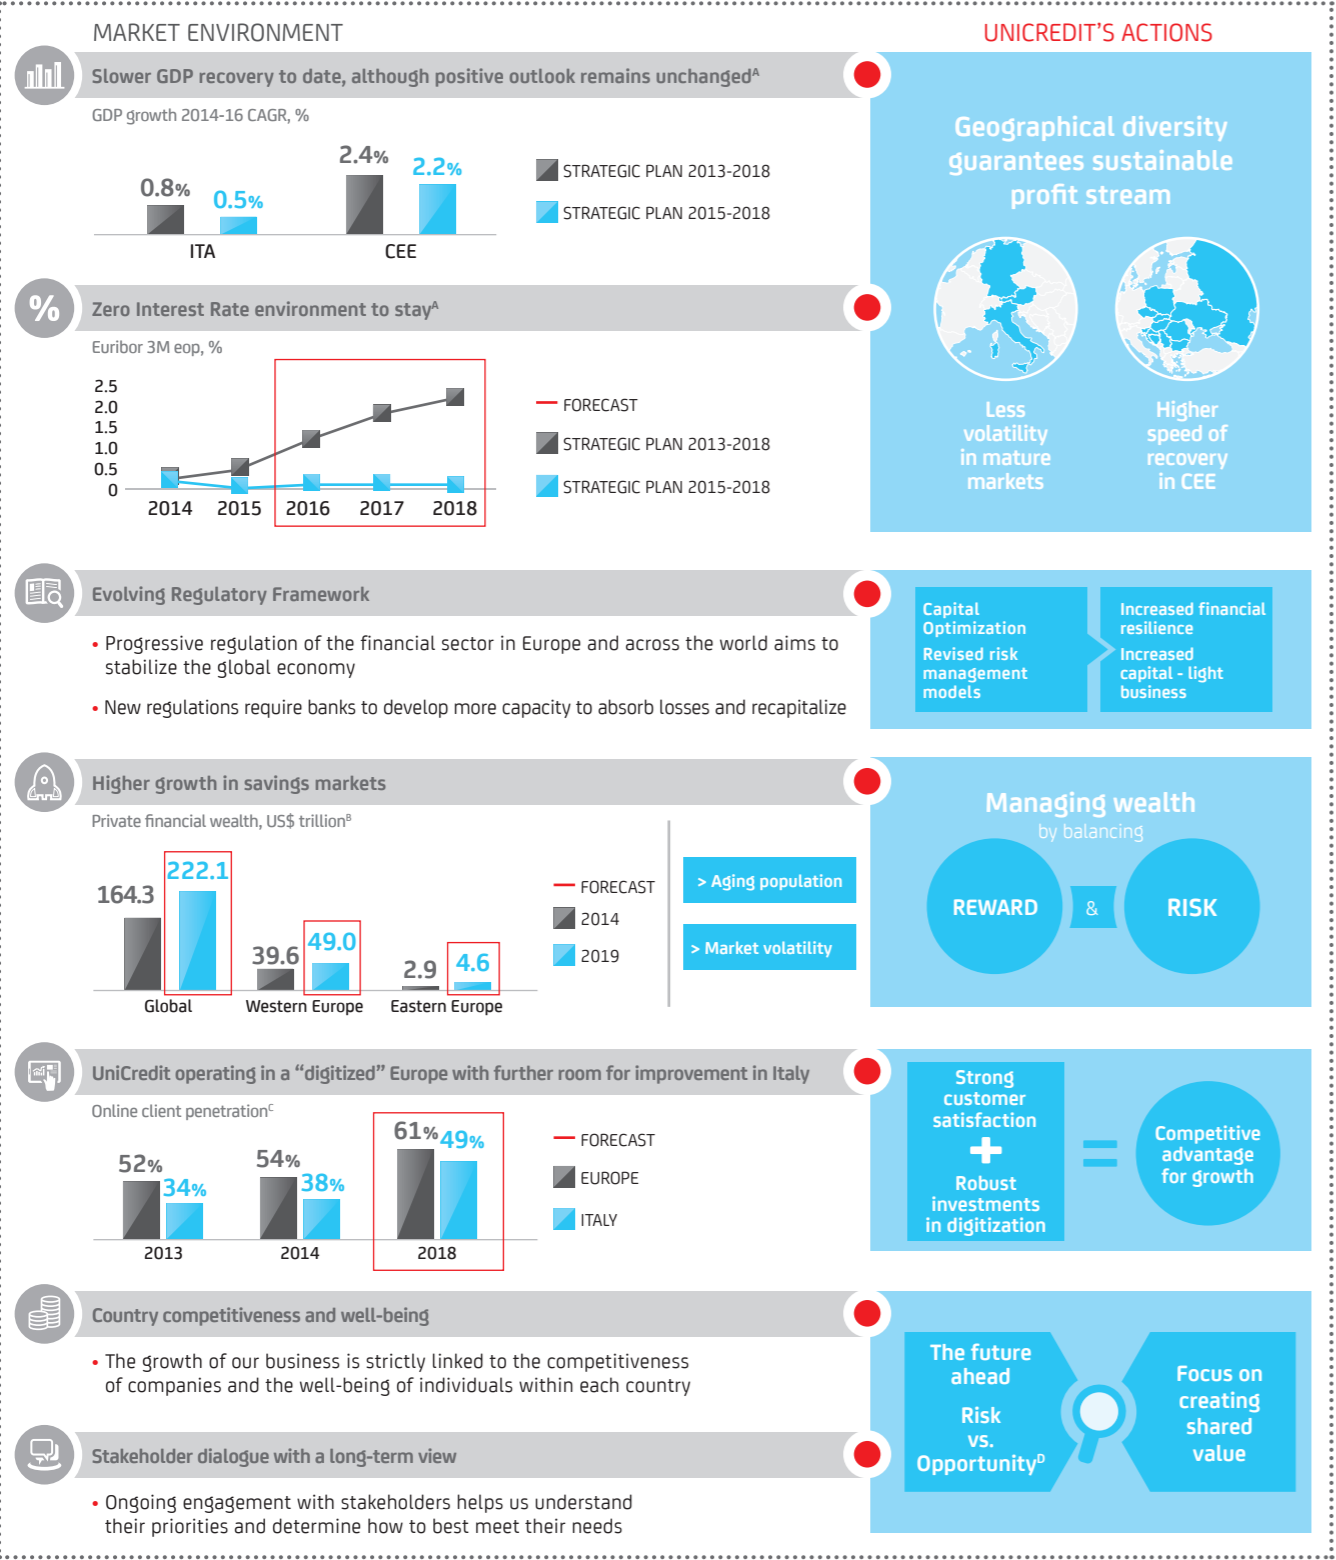 MARKET ENVIRONMENT
UNICREDIT'S ACTIONS
Slower GDP recovery to date, although positive outlook remains unchangedᴬ
GDP growth 2014-16 CAGR, %
0.8%
0.5%
2.4%
2.2%
ITA
CEE
STRATEGIC PLAN 2013-2018
STRATEGIC PLAN 2015-2018
Geographical diversity
guarantees sustainable
profit stream
Less
volatility
in mature
markets
Higher
speed of
recovery
in CEE
%
Zero Interest Rate environment to stayᴬ
Euribor 3M eop, %
2.5
2.0
1.5
1.0
0.5
0
2014
2015
2016
2017
2018
FORECAST
STRATEGIC PLAN 2013-2018
STRATEGIC PLAN 2015-2018
Evolving Regulatory Framework
• Progressive regulation of the financial sector in Europe and across the world aims to
stabilize the global economy
• New regulations require banks to develop more capacity to absorb losses and recapitalize
Capital
Optimization
Revised risk
management
models
Increased financial
resilience
Increased
capital - light
business
Higher growth in savings markets
Private financial wealth, US$ trillionᴮ
164.3
222.1
39.6
49.0
2.9
4.6
Global
Western Europe
Eastern Europe
FORECAST
2014
2019
> Aging population
> Market volatility
Managing wealth
by balancing
REWARD
&
RISK
UniCredit operating in a “digitized” Europe with further room for improvement in Italy
Online client penetrationᶜ
52%
34%
54%
38%
61%
49%
2013
2014
2018
FORECAST
EUROPE
ITALY
Strong
customer
satisfaction
+
Robust
investments
in digitization
=
Competitive
advantage
for growth
Country competitiveness and well-being
• The growth of our business is strictly linked to the competitiveness
of companies and the well-being of individuals within each country
Stakeholder dialogue with a long-term view
• Ongoing engagement with stakeholders helps us understand
their priorities and determine how to best meet their needs
The future
ahead
Risk
vs.
Opportunityᴰ
Focus on
creating
shared
value